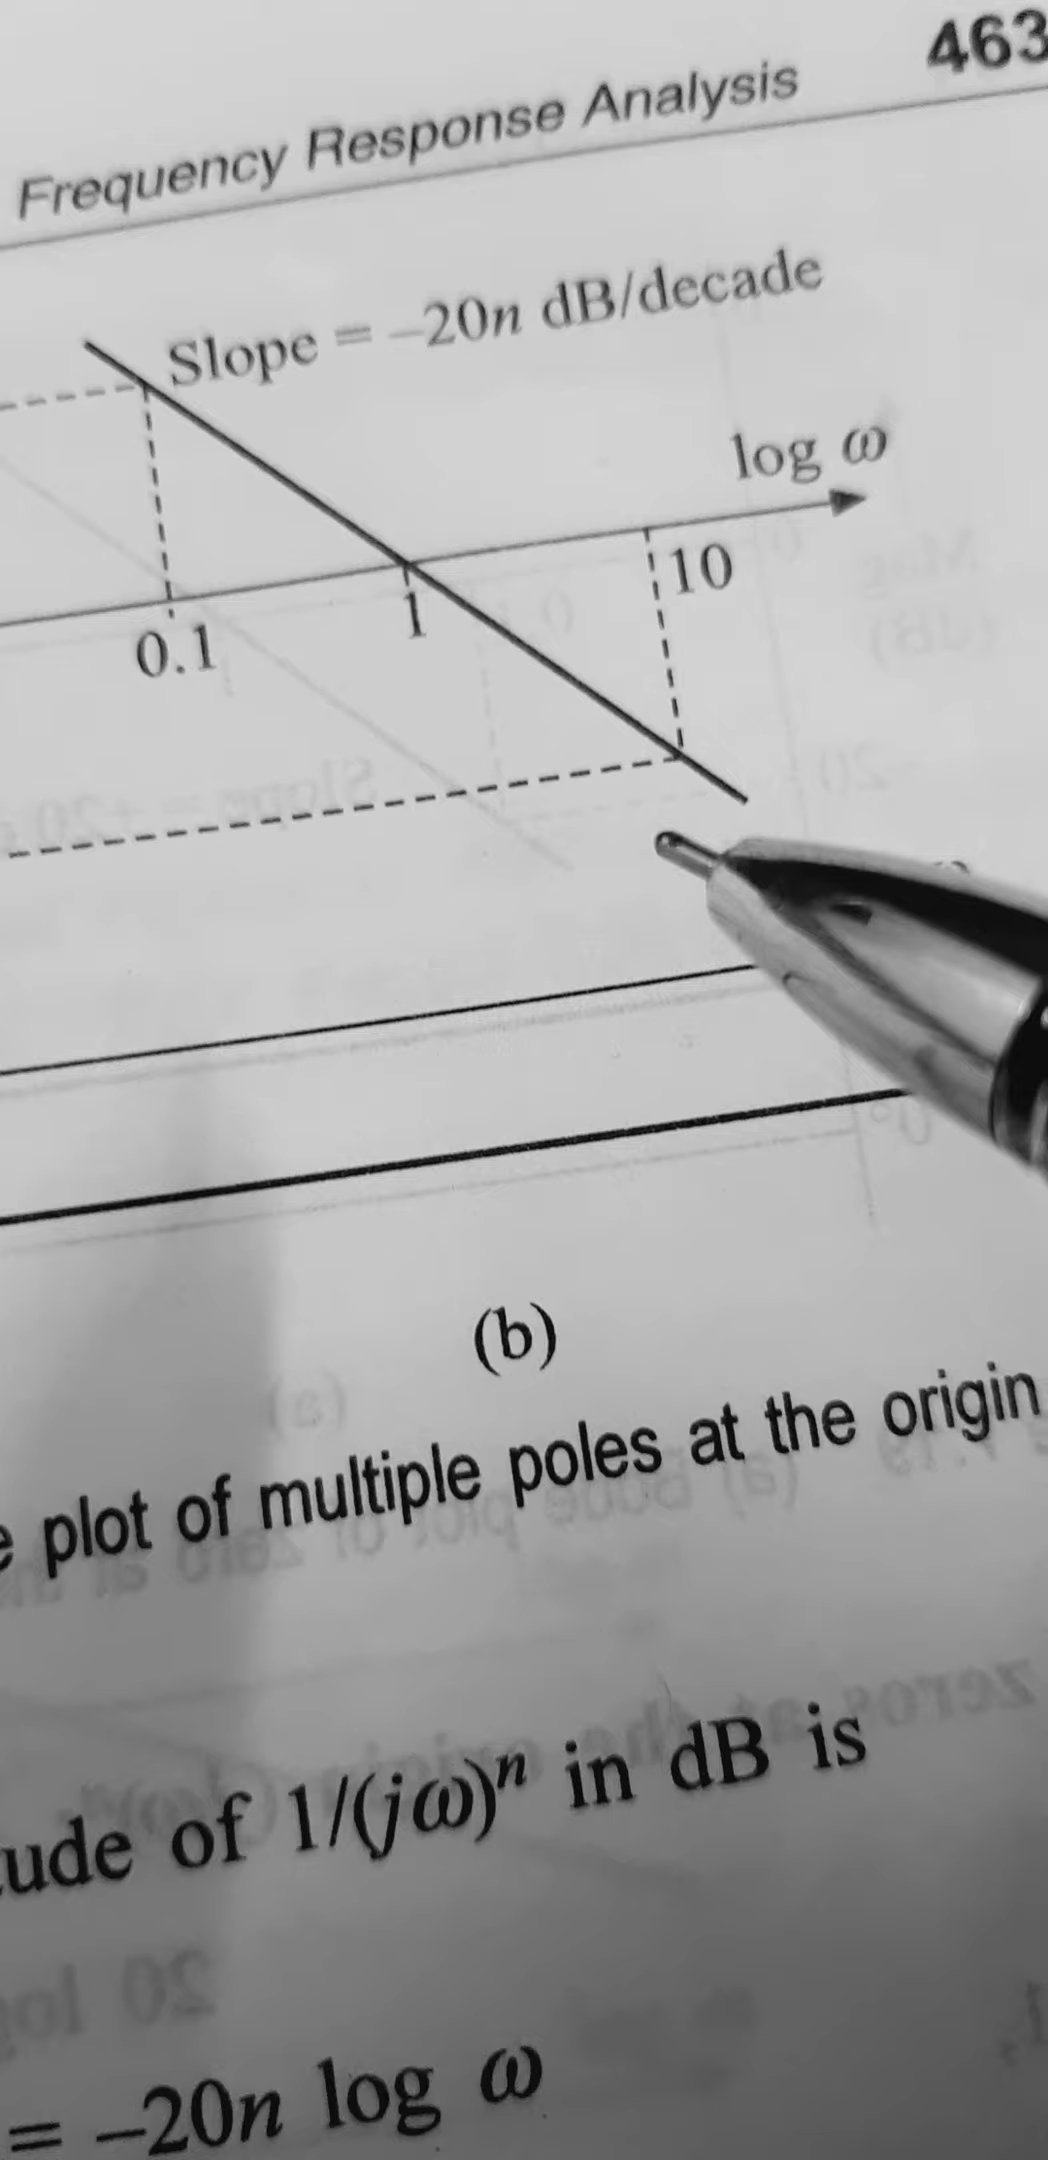 463
Frequency Response Analysis
Slope = –20n dB/decade
log ω
0.1
1
10
(b)
plot of multiple poles at the origin
of 1/(jω)ⁿ in dB is
= –20n log ω